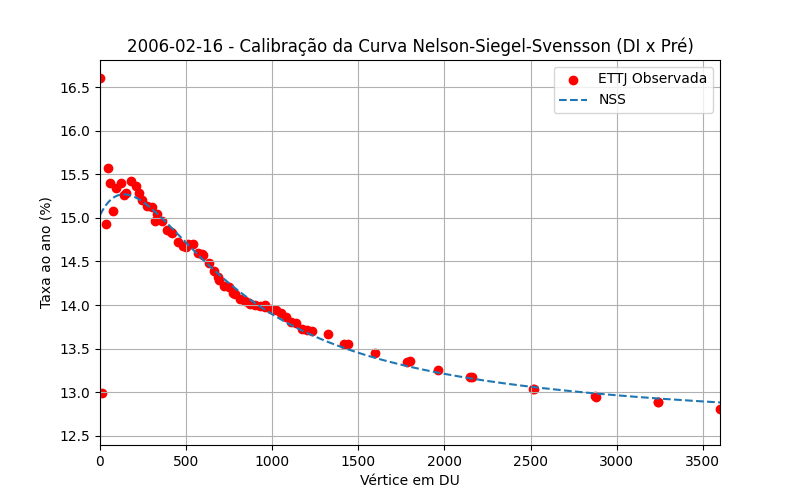 2006-02-16 - Calibração da Curva Nelson-Siegel-Svensson (DI x Pré)
ETTJ Observada
NSS
Taxa ao ano (%)
16.5
16.0
15.5
15.0
14.5
14.0
13.5
13.0
12.5
0 500 1000 1500 2000 2500 3000 3500
Vértice em DU